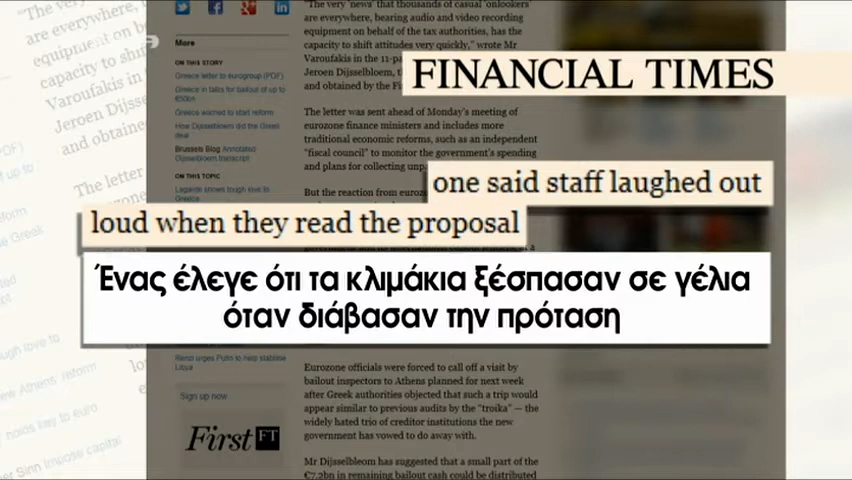 The very 'news' that thousands of casual 'onlookers'
are everywhere, bearing audio and video recording
equipment on behalf of the tax authorities, has the
capacity to shift attitudes very quickly," wrote Mr
Varoufakis in the 11-pa
Jeroen Dijsselbloem, th
and obtained by the Fi
FINANCIAL TIMES
The letter was sent ahead of Monday's meeting of
eurozone finance ministers and includes more
traditional economic reforms, such as an independent
"fiscal council" to monitor the government's spending
and plans for collecting unpa
But the reaction from euroz
one said staff laughed out
loud when they read the proposal
Ένας έλεγε ότι τα κλιμάκια ξέσπασαν σε γέλια
όταν διάβασαν την πρόταση
More
ON THIS STORY
Greece letter to eurogroup (PDF)
Greece in talks for bailout of up to
€50bn
Greece warned to start reform
How Dijsselbloem did the Greek
deal
Brussels Blog Annotated
Dijsselbloem transcript
ON THIS TOPIC
Lagarde shows tough love to
Greece
Renzi urges Putin to help stabilise
Libya
Sign up now
First FT
Eurozone officials were forced to call off a visit by
bailout inspectors to Athens planned for next week
after Greek authorities objected that such a trip would
appear similar to previous audits by the "troika" — the
widely hated trio of creditor institutions the new
government has vowed to do away with.
Mr Dijsselbloem has suggested that a small part of the
€7.2bn in remaining bailout cash could be distributed